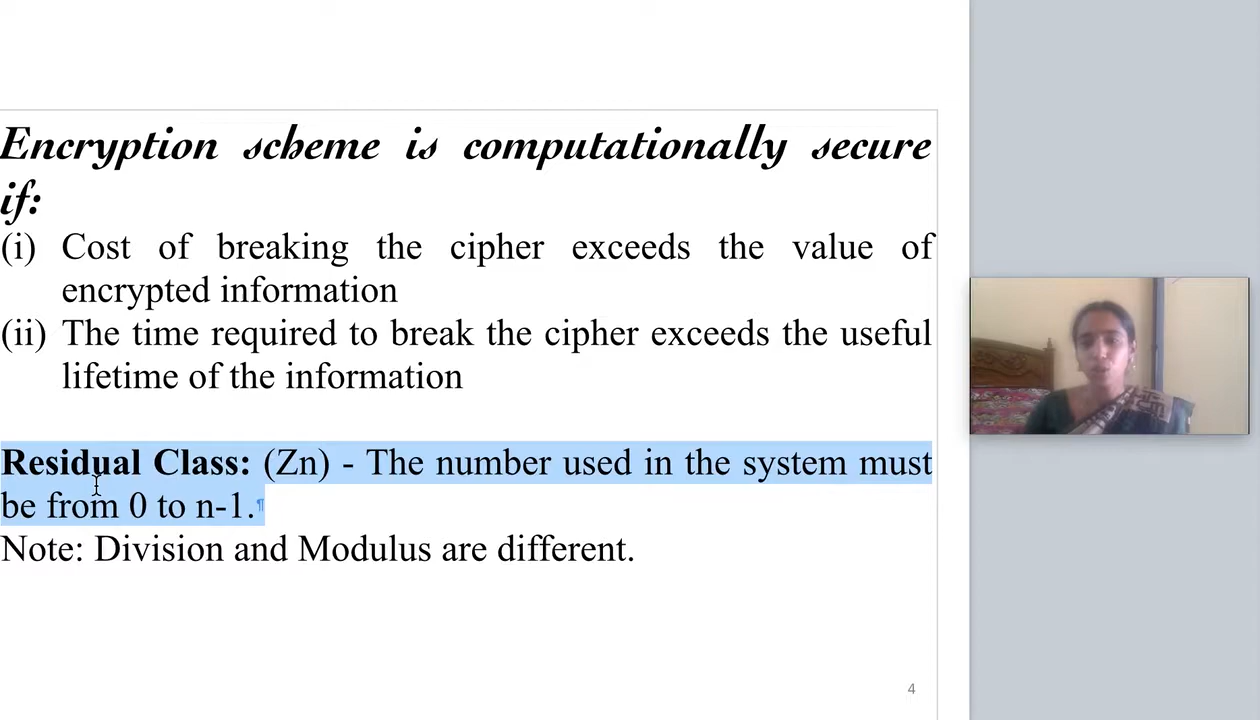 Encryption scheme is computationally secure
if:
(i) Cost of breaking the cipher exceeds the value of
encrypted information
(ii) The time required to break the cipher exceeds the useful
lifetime of the information
Residual Class: (Zn) - The number used in the system must
be from 0 to n-1.¶
Note: Division and Modulus are different.
4